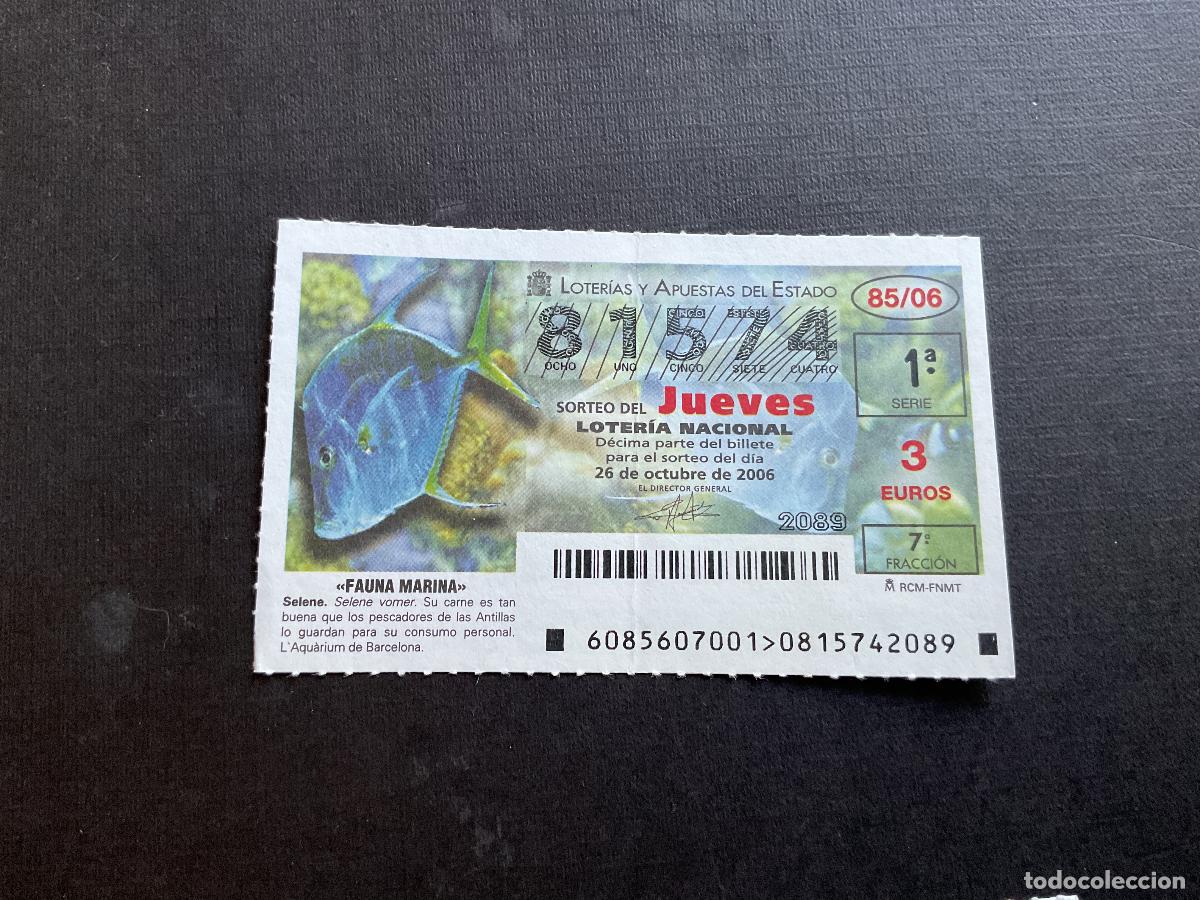 LOTERÍAS Y APUESTAS DEL ESTADO
85/06
81574
OCHO UNO CINCO SIETE CUATRO
1ª
SERIE
SORTEO DEL Jueves
LOTERÍA NACIONAL
Décima parte del billete
para el sorteo del día
26 de octubre de 2006
EL DIRECTOR GENERAL
2089
3
EUROS
7ª
FRACCIÓN
RCM-FNMT
«FAUNA MARINA»
Selene. Selene vomer. Su carne es tan
buena que los pescadores de las Antillas
lo guardan para su consumo personal.
L'Aquàrium de Barcelona.
6085607001>0815742089
todocoleccion